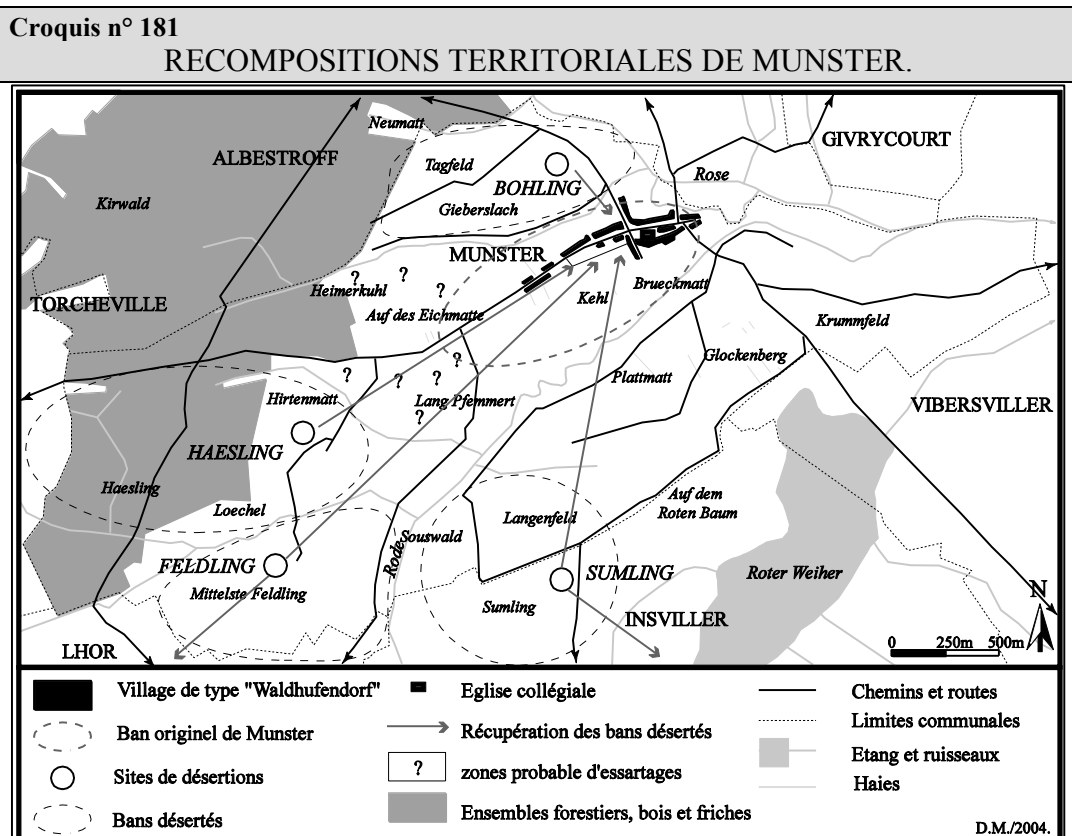 Croquis n° 181
RECOMPOSITIONS TERRITORIALES DE MUNSTER.
Neumatt
ALBESTROFF
Tagfeld
GIVRYCOURT
BOHLING
Rose
Kirwald
Gieberslach
MUNSTER
? ? ?
Heimerkuhl
Brueckmatt
TORCHEVILLE
Kehl
Auf des Eichmatte
Krummfeld
Glockenberg
?
? ? ?
Plattmatt
Hirtenmatt
Lang Pfemmert
?
VIBERSVILLER
HAESLING
Haesling
Auf dem
Roten Baum
Loechel
Langenfeld
Souswald
Rode
FELDLING
SUMLING
Roter Weiher
Mittelste Feldling
Sumling
INSVILLER
N
LHOR
0 250m 500m
Village de type "Waldhufendorf"
Ban originel de Munster
Sites de désertions
Bans désertés
Eglise collégiale
Récupération des bans désertés
? zones probable d'essartages
Ensembles forestiers, bois et friches
Chemins et routes
Limites communales
Etang et ruisseaux
Haies
D.M./2004.